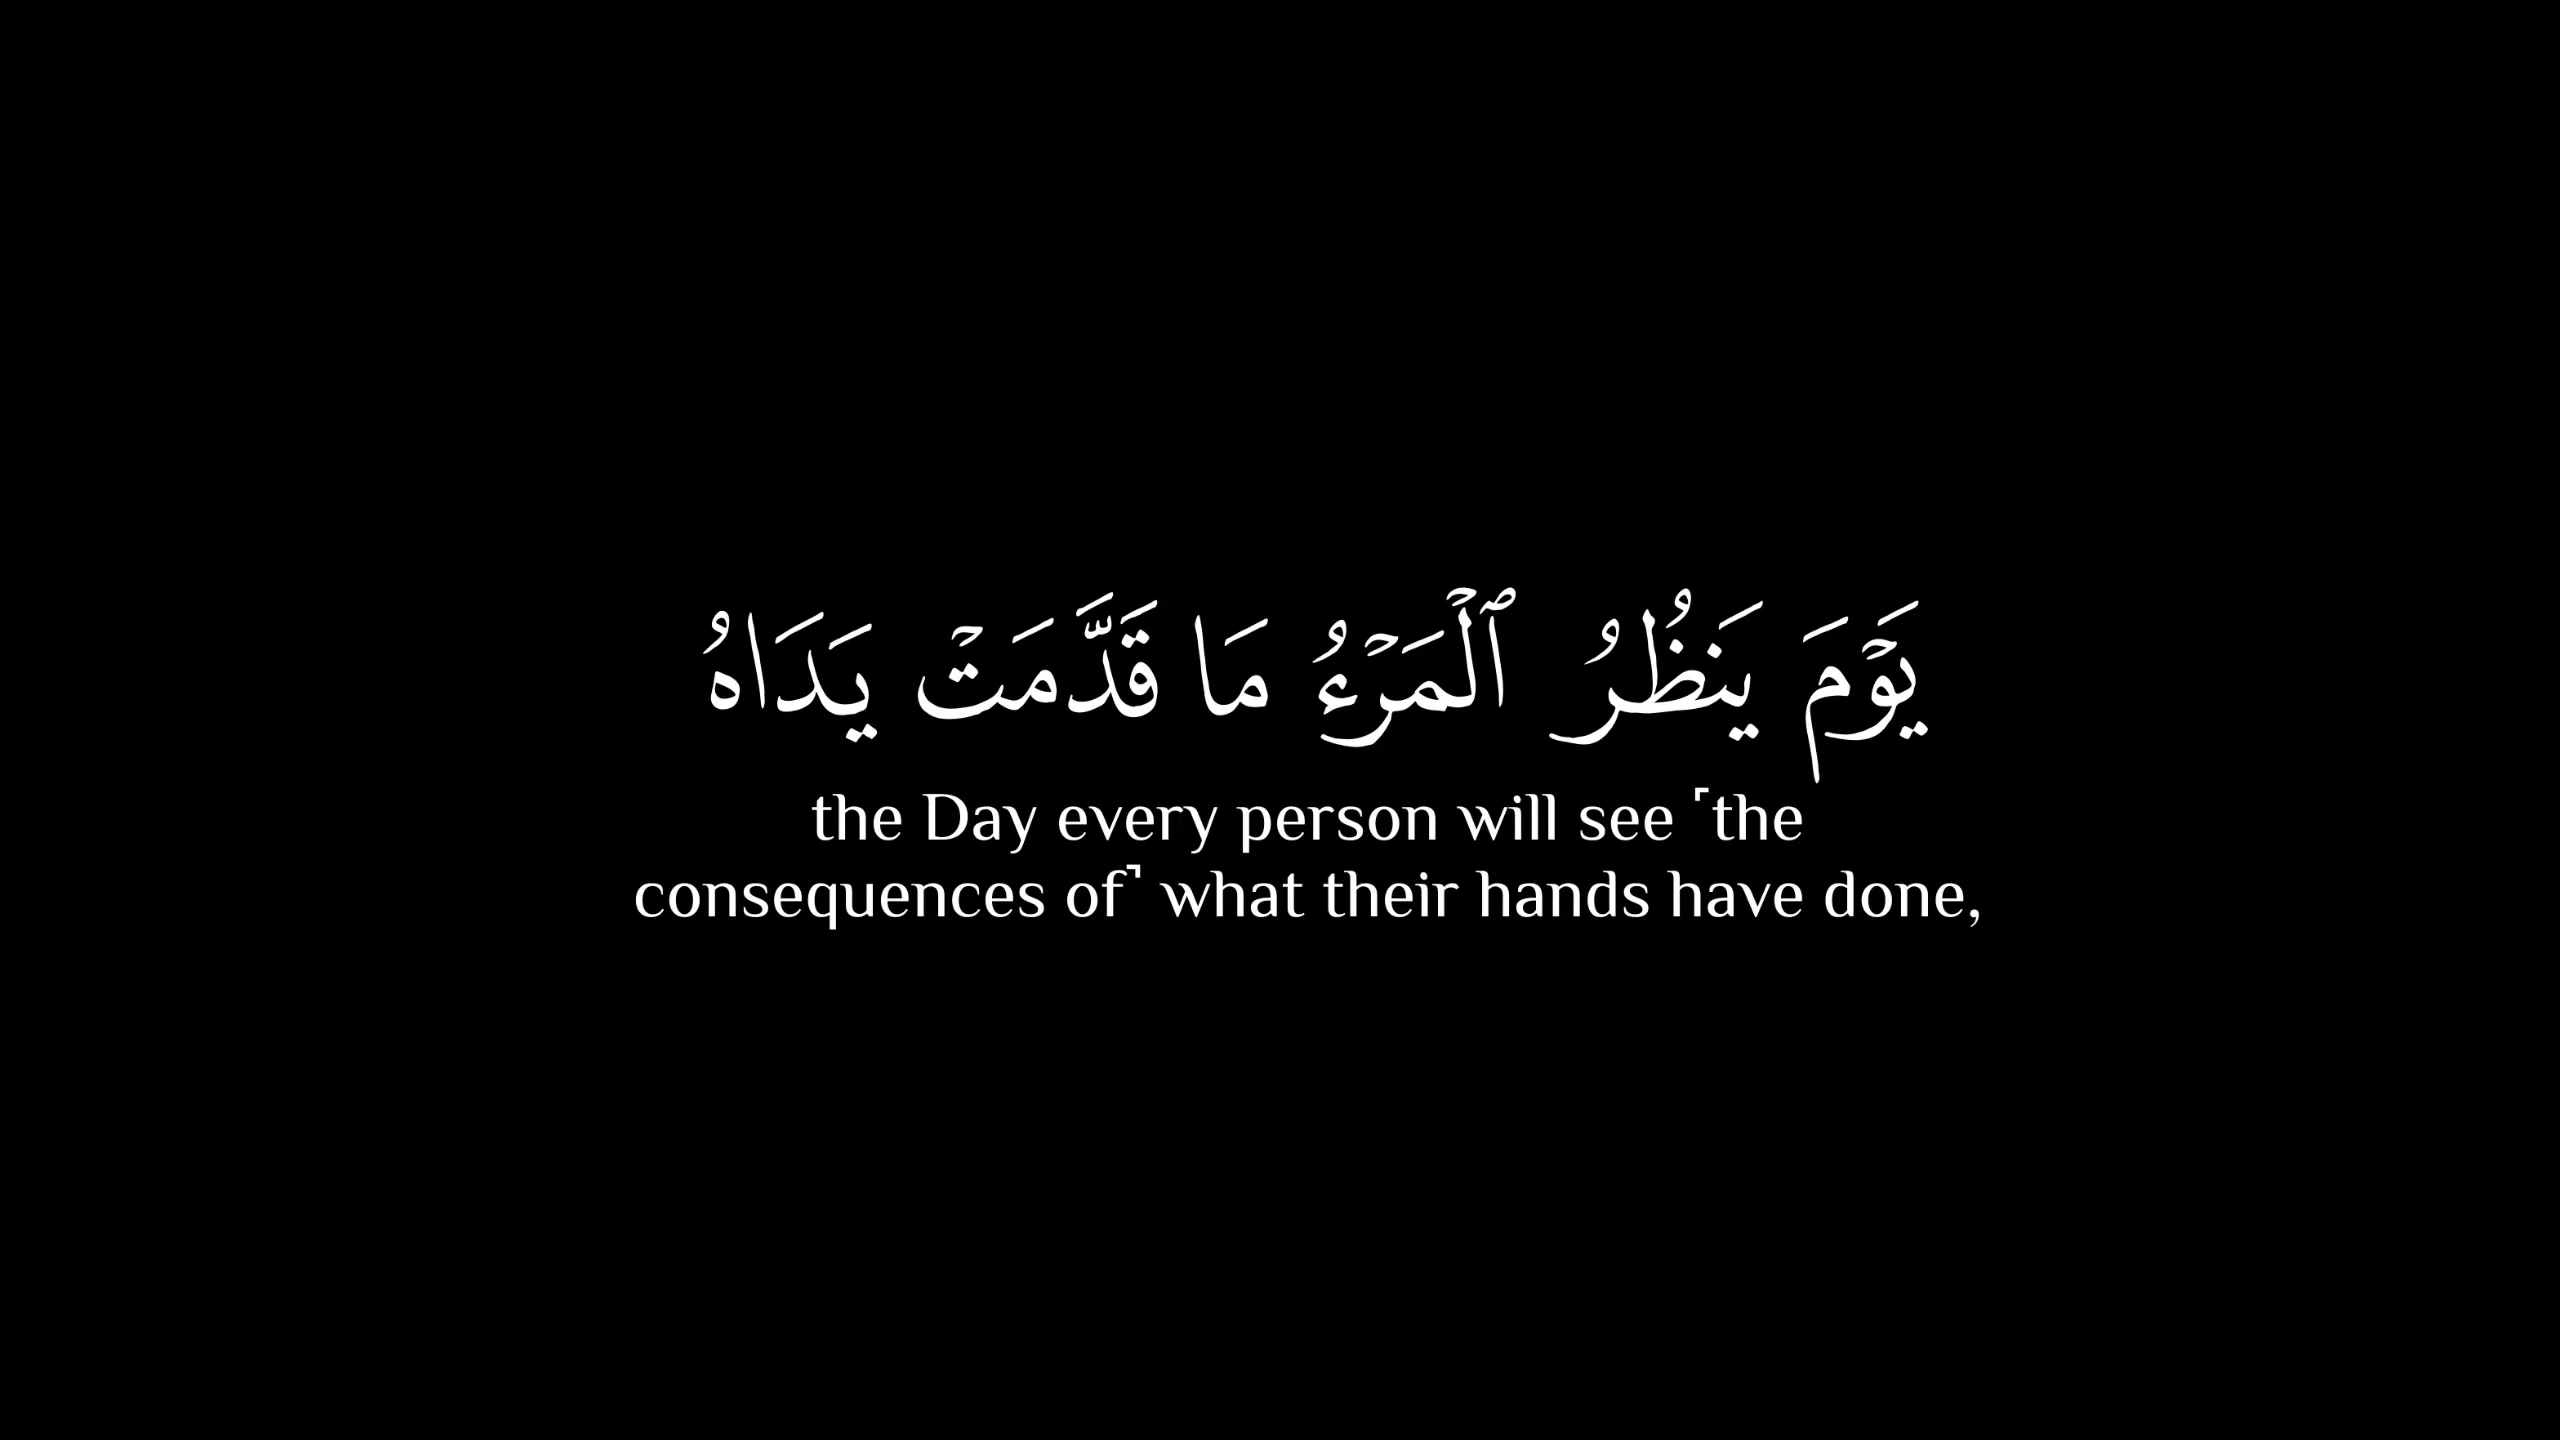 يَوۡمَ يَنظُرُ ٱلۡمَرۡءُ مَا قَدَّمَتۡ يَدَاهُ
the Day every person will see ˹the
consequences of˺ what their hands have done,